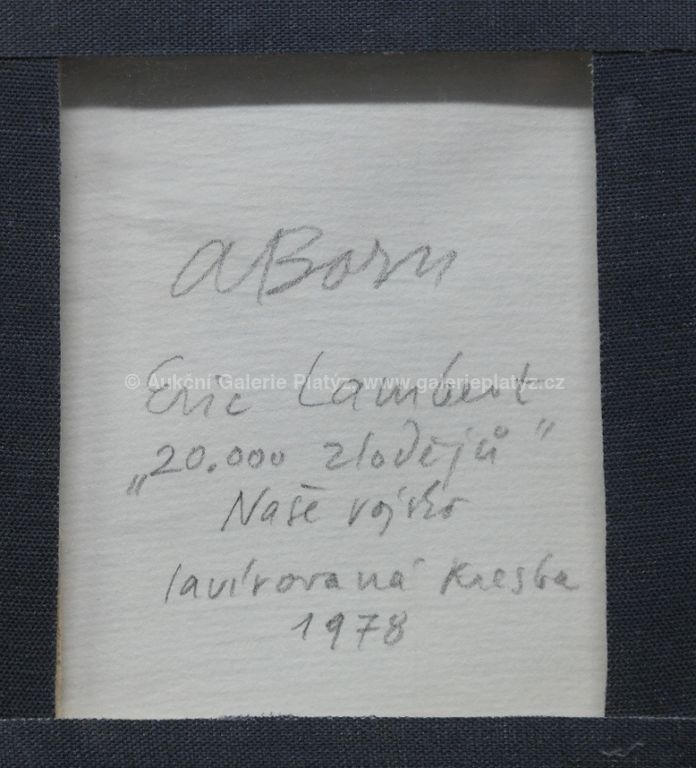 aBorn
Eric Lambert
© Aukční Galerie Platýz, www.galerieplatyz.cz
„20.000 zlodějů"
Naše vojsko
lavírovaná kresba
1978